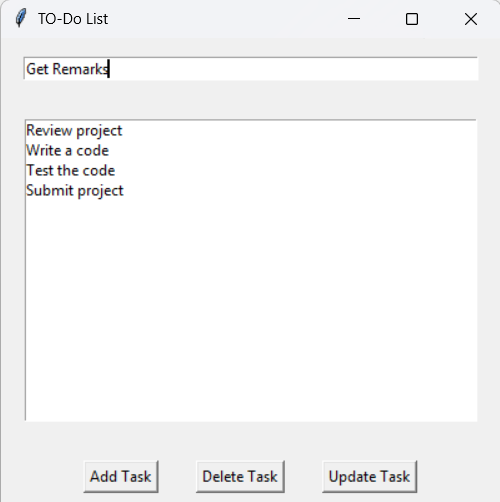 TO-Do List
Get Remarks
Review project
Write a code
Test the code
Submit project
Add Task Delete Task Update Task